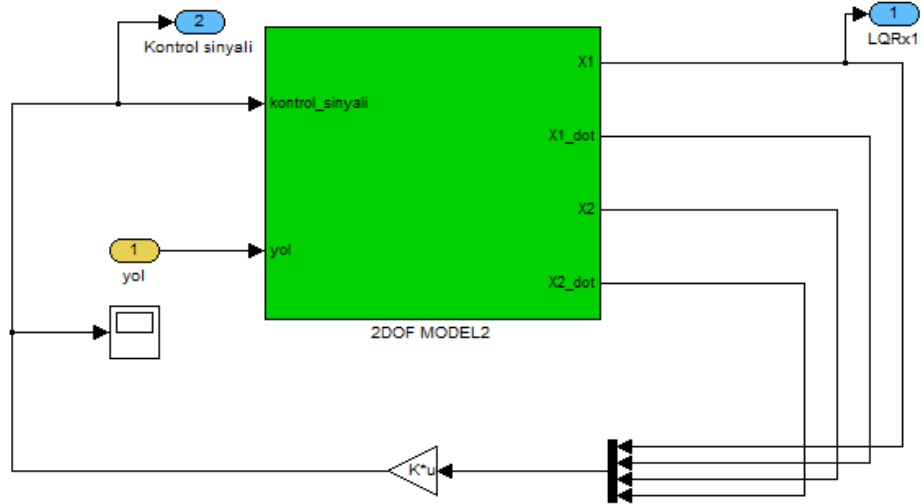 2
Kontrol sinyali
1
LQRx1
kontrol_sinyali
yol
X1
X1_dot
X2
X2_dot
1
yol
2DOF MODEL2
K*u